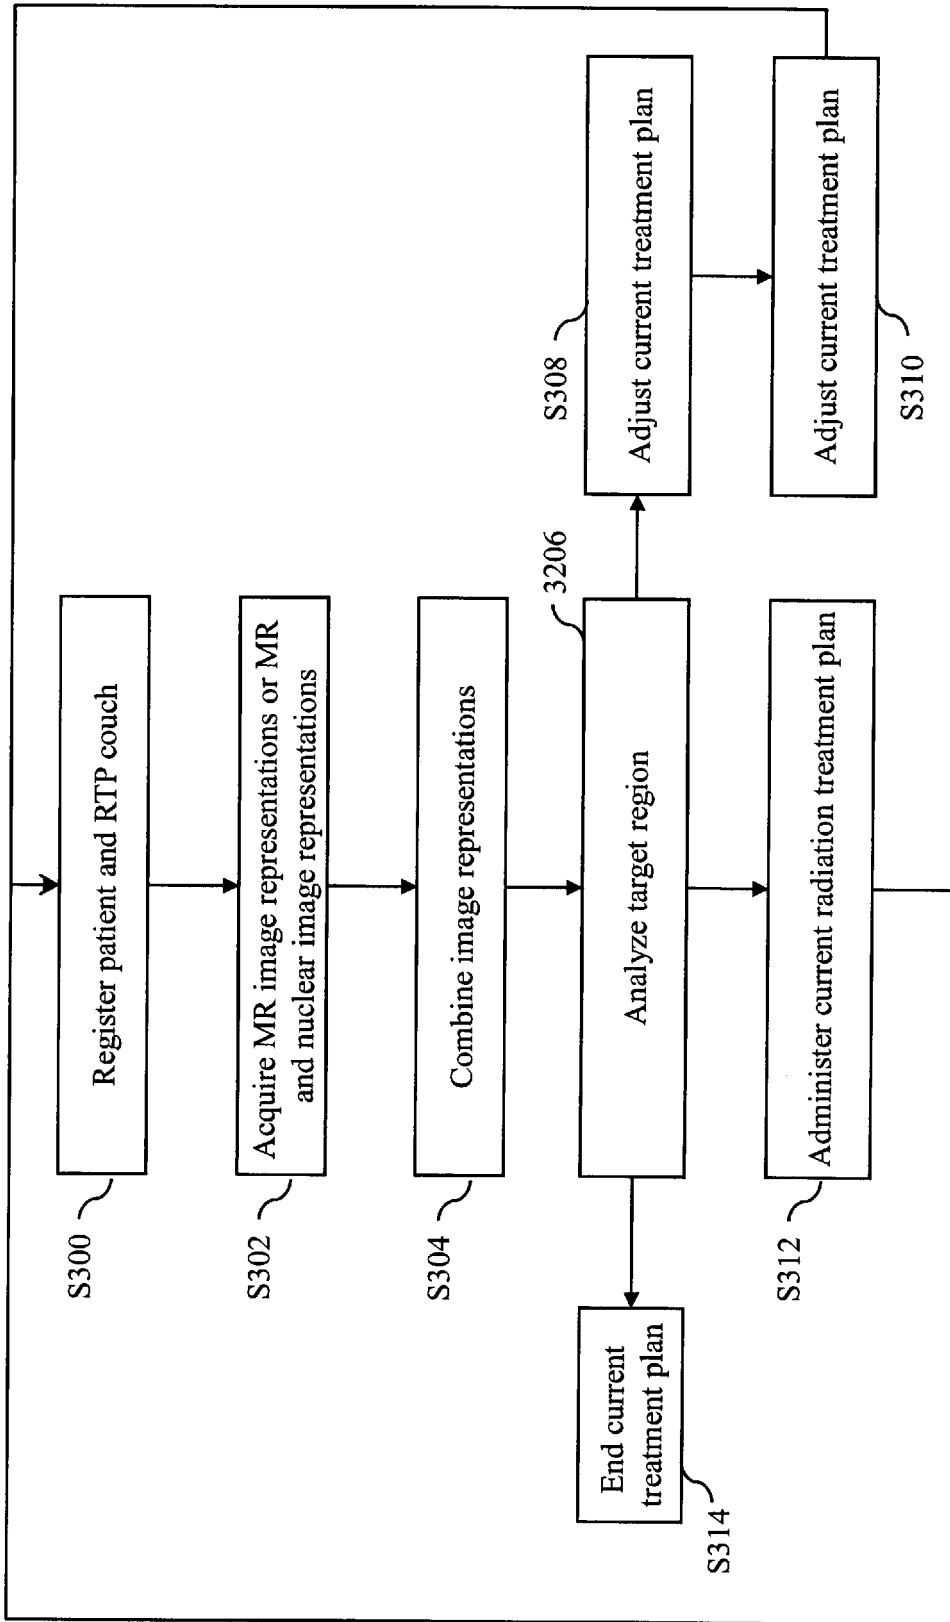 S300
Register patient and RTP couch
S302
Acquire MR image representations or MR
and nuclear image representations
S304
Combine image representations
3206
Analyze target region
S308
Adjust current treatment plan
S310
Adjust current treatment plan
S312
Administer current radiation treatment plan
End current
treatment plan
S314